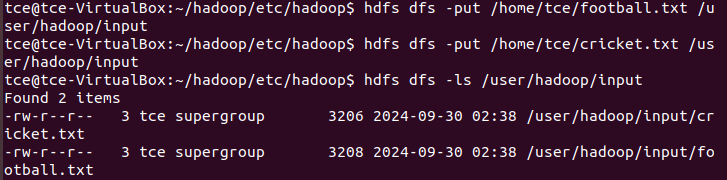 tce@tce-VirtualBox:~/hadoop/etc/hadoop$ hdfs dfs -put /home/tce/football.txt /u
ser/hadoop/input
tce@tce-VirtualBox:~/hadoop/etc/hadoop$ hdfs dfs -put /home/tce/cricket.txt /us
er/hadoop/input
tce@tce-VirtualBox:~/hadoop/etc/hadoop$ hdfs dfs -ls /user/hadoop/input
Found 2 items
-rw-r--r--   3 tce supergroup       3206 2024-09-30 02:38 /user/hadoop/input/cr
icket.txt
-rw-r--r--   3 tce supergroup       3208 2024-09-30 02:38 /user/hadoop/input/fo
otball.txt